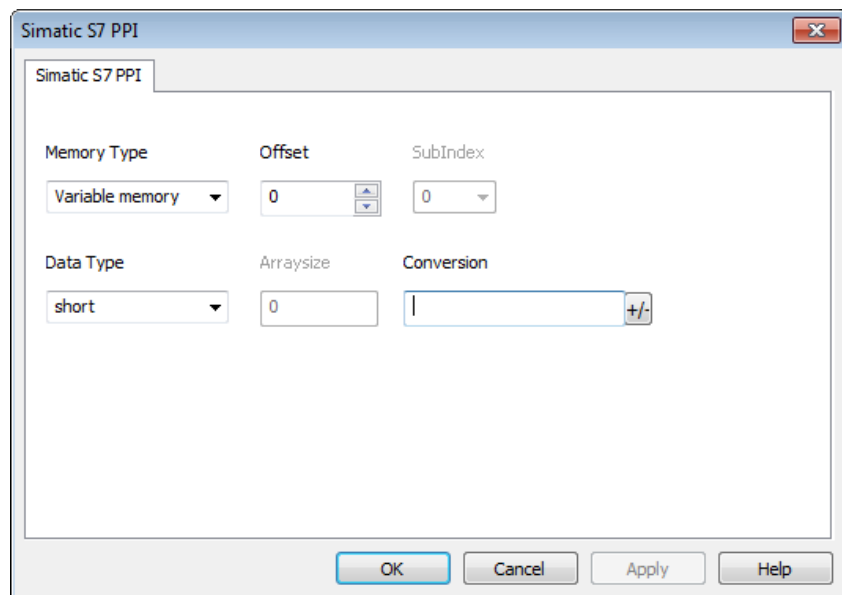 Simatic S7 PPI
Simatic S7 PPI
Memory Type Offset SubIndex
Variable memory 0 0
Data Type Arraysize Conversion
short 0 +/-
OK Cancel Apply Help